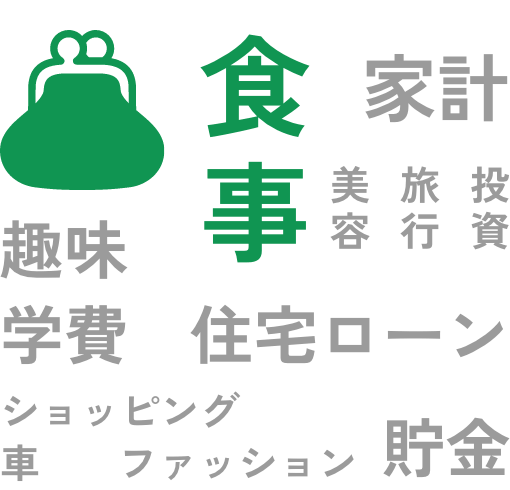 食事
家計
美容
旅行
投資
趣味
学費
住宅ローン
ショッピング
車
ファッション
貯金